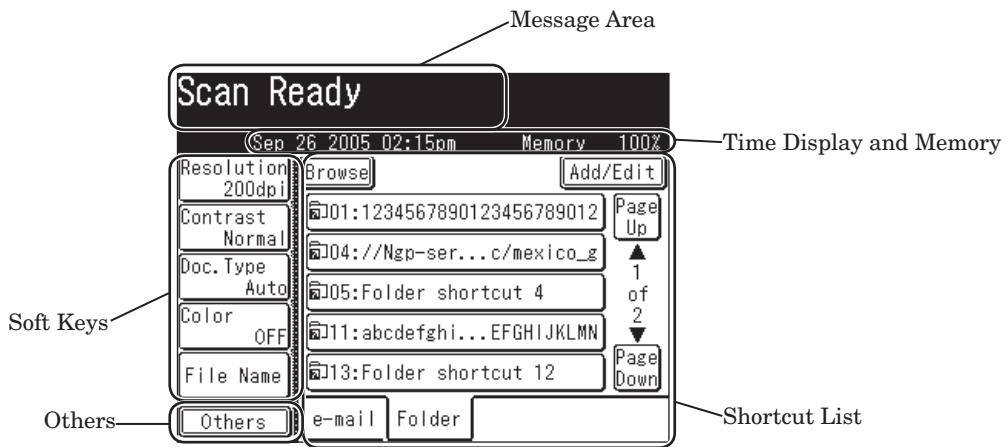 Message Area
Scan Ready
Sep 26 2005 02:15pm Memory 100%
Time Display and Memory
Resolution
200dpi
Contrast
Normal
Doc.Type
Auto
Color
OFF
File Name
Soft Keys
Others
Others
Browse
Add/Edit
01:1234567890123456789012
04://Ngp-ser...c/mexico_g
05:Folder shortcut 4
11:abcdefghi...EFGHIJKLMN
13:Folder shortcut 12
Page
Up
1
of
2
Page
Down
e-mail
Folder
Shortcut List